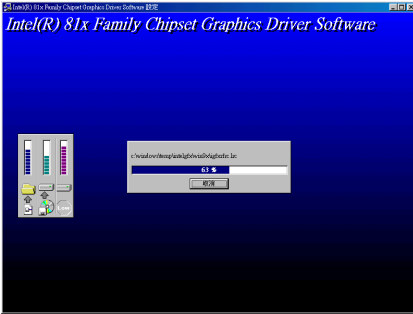 Intel(R) 81x Family Chipset Graphics Driver Software 設定
Intel(R) 81x Family Chipset Graphics Driver Software
63 %
取消